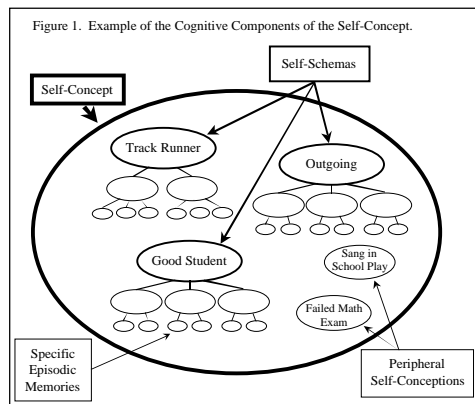 Figure 1. Example of the Cognitive Components of the Self-Concept.
Self-Schemas
Self-Concept
Track Runner
Outgoing
Good Student
Sang in
School Play
Failed Math
Exam
Specific
Episodic
Memories
Peripheral
Self-Conceptions